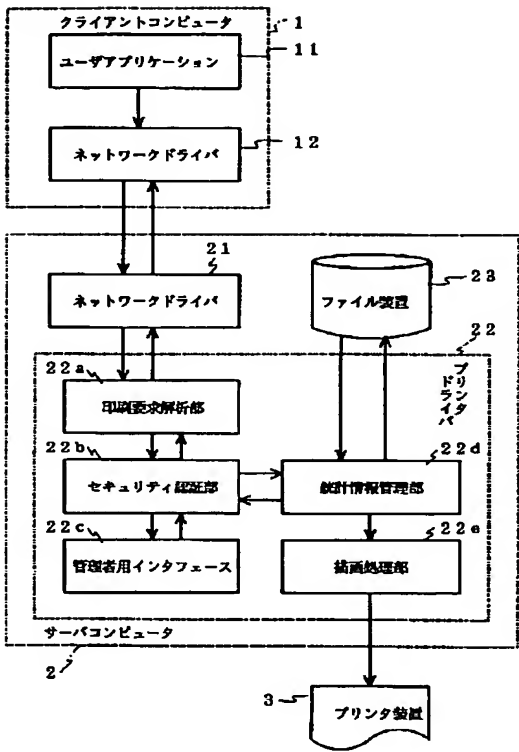 クライアントコンピュータ
1
ユーザアプリケーション
11
ネットワークドライバ
12
21
ネットワークドライバ
ファイル装置
23
22
プリンタ
ドライバ
22a
印刷要求解析部
22b
セキュリティ認証部
22d
統計情報管理部
22c
管理者用インタフェース
22e
描画処理部
サーバコンピュータ
2
3
プリンタ装置